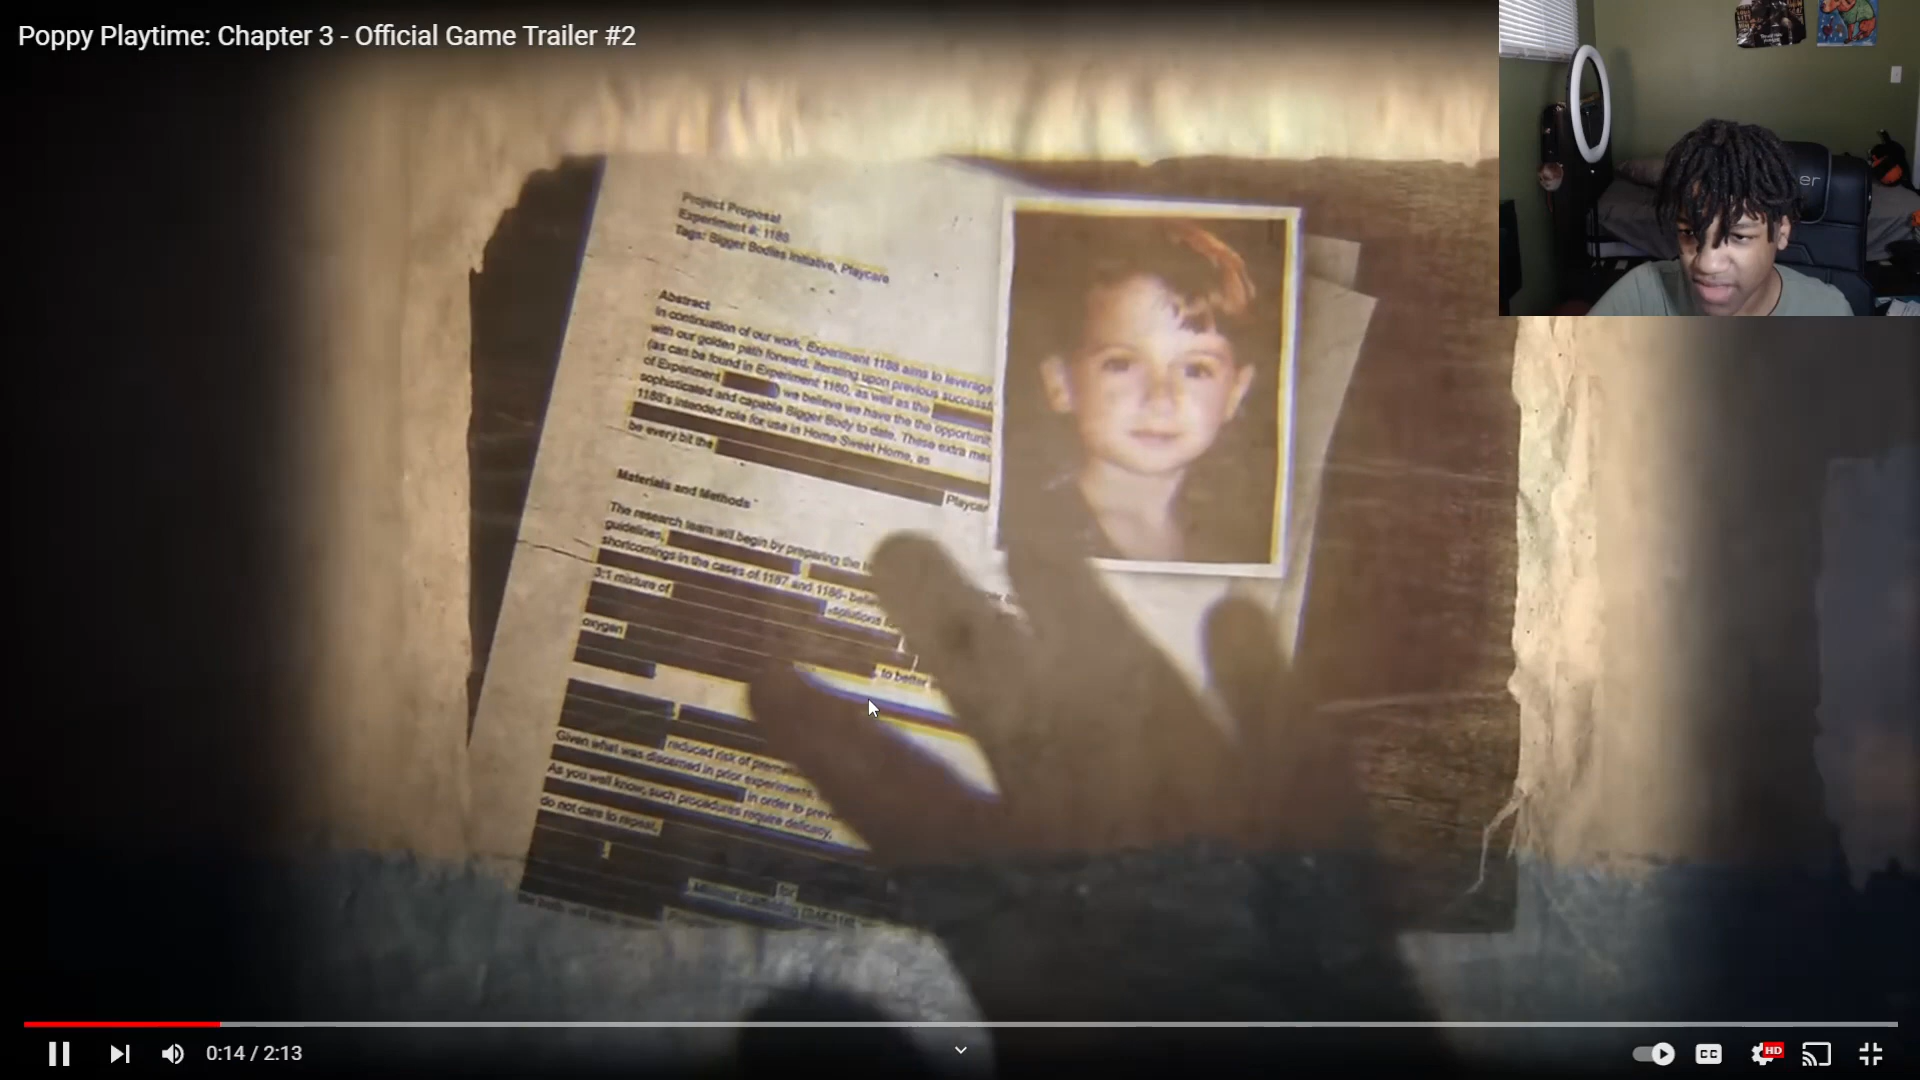 Poppy Playtime: Chapter 3 - Official Game Trailer #2
er
Project Proposal
Experiment #: 1188
Tags: Bigger Bodies Initiative, Playcare
Abstract
In continuation of our work, Experiment 1188 aims to leverage
with our golden path forward. Iterating upon previous success
(as can be found in Experiment 1160, as well as the
of Experiment we believe we have the the opportunit
sophisticated and capable Bigger Body to date. These extra mea
1188's intended role for use in Home Sweet Home, as
be every bit the
Playcar
Materials and Methods
The research team will begin by preparing the
guidelines,
shortcomings in the cases of 1187 and 1186- belie
3:1 mixture of -solutions
oxygen
, to better
reduced risk of prem
Given what was discerned in prior experiments,
in order to prev
As you well know, such procedures require delicacy,
do not care to repeat,
for
0:14 / 2:13
CC
HD